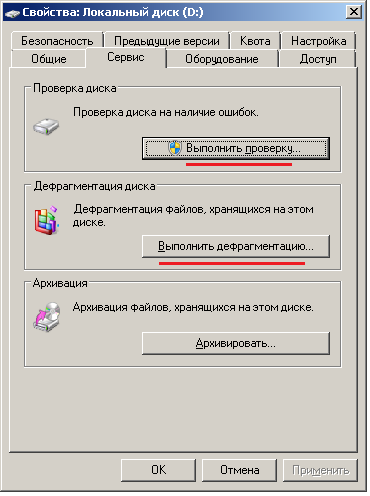 Свойства: Локальный диск (D:)
Безопасность Предыдущие версии Квота Настройка
Общие Сервис Оборудование Доступ
Проверка диска
Проверка диска на наличие ошибок.
Выполнить проверку...
Дефрагментация диска
Дефрагментация файлов, хранящихся на этом
диске.
Выполнить дефрагментацию...
Архивация
Архивация файлов, хранящихся на этом диске.
Архивировать...
ОК Отмена Применить